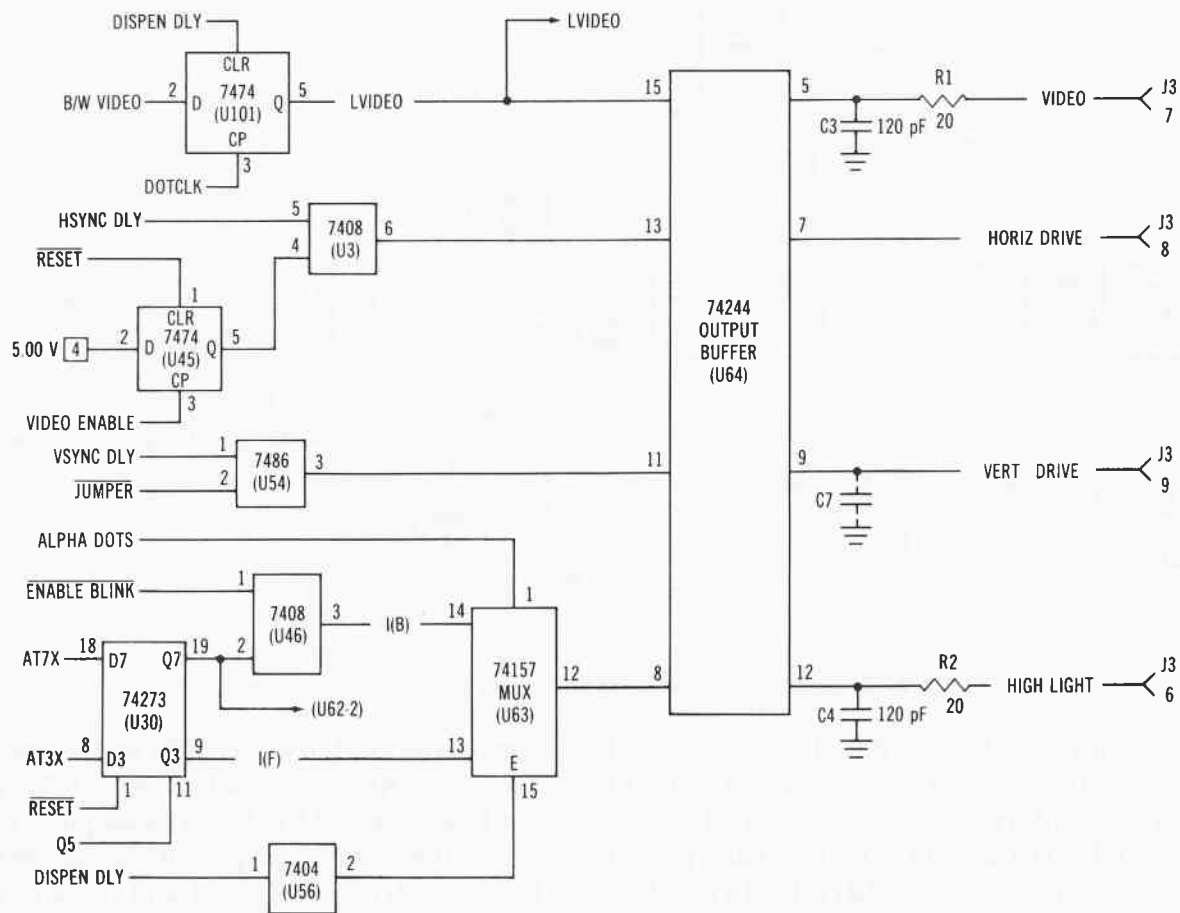 DISPEN DLY
LVIDEO
CLR
7474
(U101)
B/W VIDEO 2 D Q 5 LVIDEO 15 5 R1 VIDEO J3
20 7
C3 120 pF
CP
3
DOTCLK
HSYNC DLY 5
7408
(U3)
6 13 7 HORIZ DRIVE J3
8
4
RESET
1
CLR
7474
(U45)
5.00 V 4 2 D Q 5
CP
3
VIDEO ENABLE
74244
OUTPUT
BUFFER
(U64)
VSYNC DLY 1
7486
(U54)
3 11 9 VERT DRIVE J3
9
JUMPER 2
C7
ALPHA DOTS
1
ENABLE BLINK 1
7408
(U46)
3 I(B) 14
2
AT7X 18 D7 Q7 19
74273
(U30)
(U62-2)
74157
MUX
(U63)
12 8 12 R2 HIGH LIGHT J3
20 6
C4 120 pF
AT3X 8 D3 Q3 9 I(F) 13
E
15
RESET 1
11
Q5
DISPEN DLY 1
7404
(U56)
2